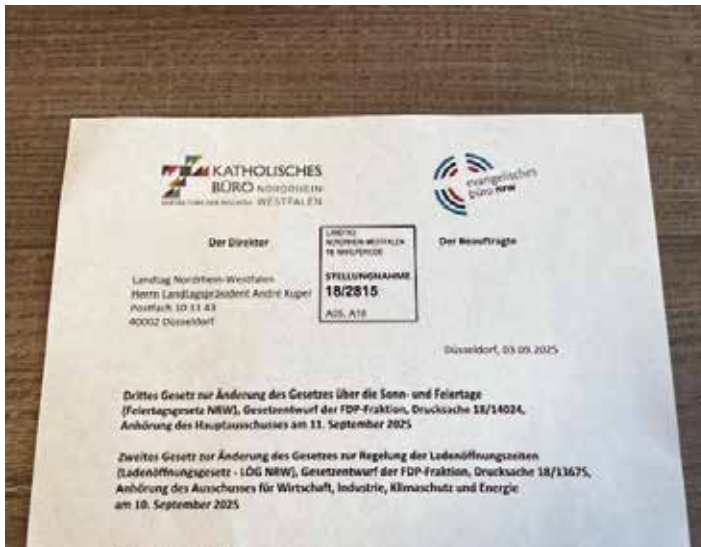 KATHOLISCHES
BÜRO NORDRHEIN-
WESTFALEN
evangelisches
büro nrw
Der Direktor
LANDTAG
NORDRHEIN-WESTFALEN
18. WAHLPERIODE
STELLUNGNAHME
18/2815
A05, A18
Der Beauftragte
Landtag Nordrhein-Westfalen
Herrn Landtagspräsident André Kuper
Postfach 10 11 43
40002 Düsseldorf
Düsseldorf, 03.09.2025
Drittes Gesetz zur Änderung des Gesetzes über die Sonn- und Feiertage
(Feiertagsgesetz NRW), Gesetzentwurf der FDP-Fraktion, Drucksache 18/14024,
Anhörung des Hauptausschusses am 11. September 2025
Zweites Gesetz zur Änderung des Gesetzes zur Regelung der Ladenöffnungszeiten
(Ladenöffnungsgesetz - LÖG NRW), Gesetzentwurf der FDP-Fraktion, Drucksache 18/13675,
Anhörung des Ausschusses für Wirtschaft, Industrie, Klimaschutz und Energie
am 10. September 2025